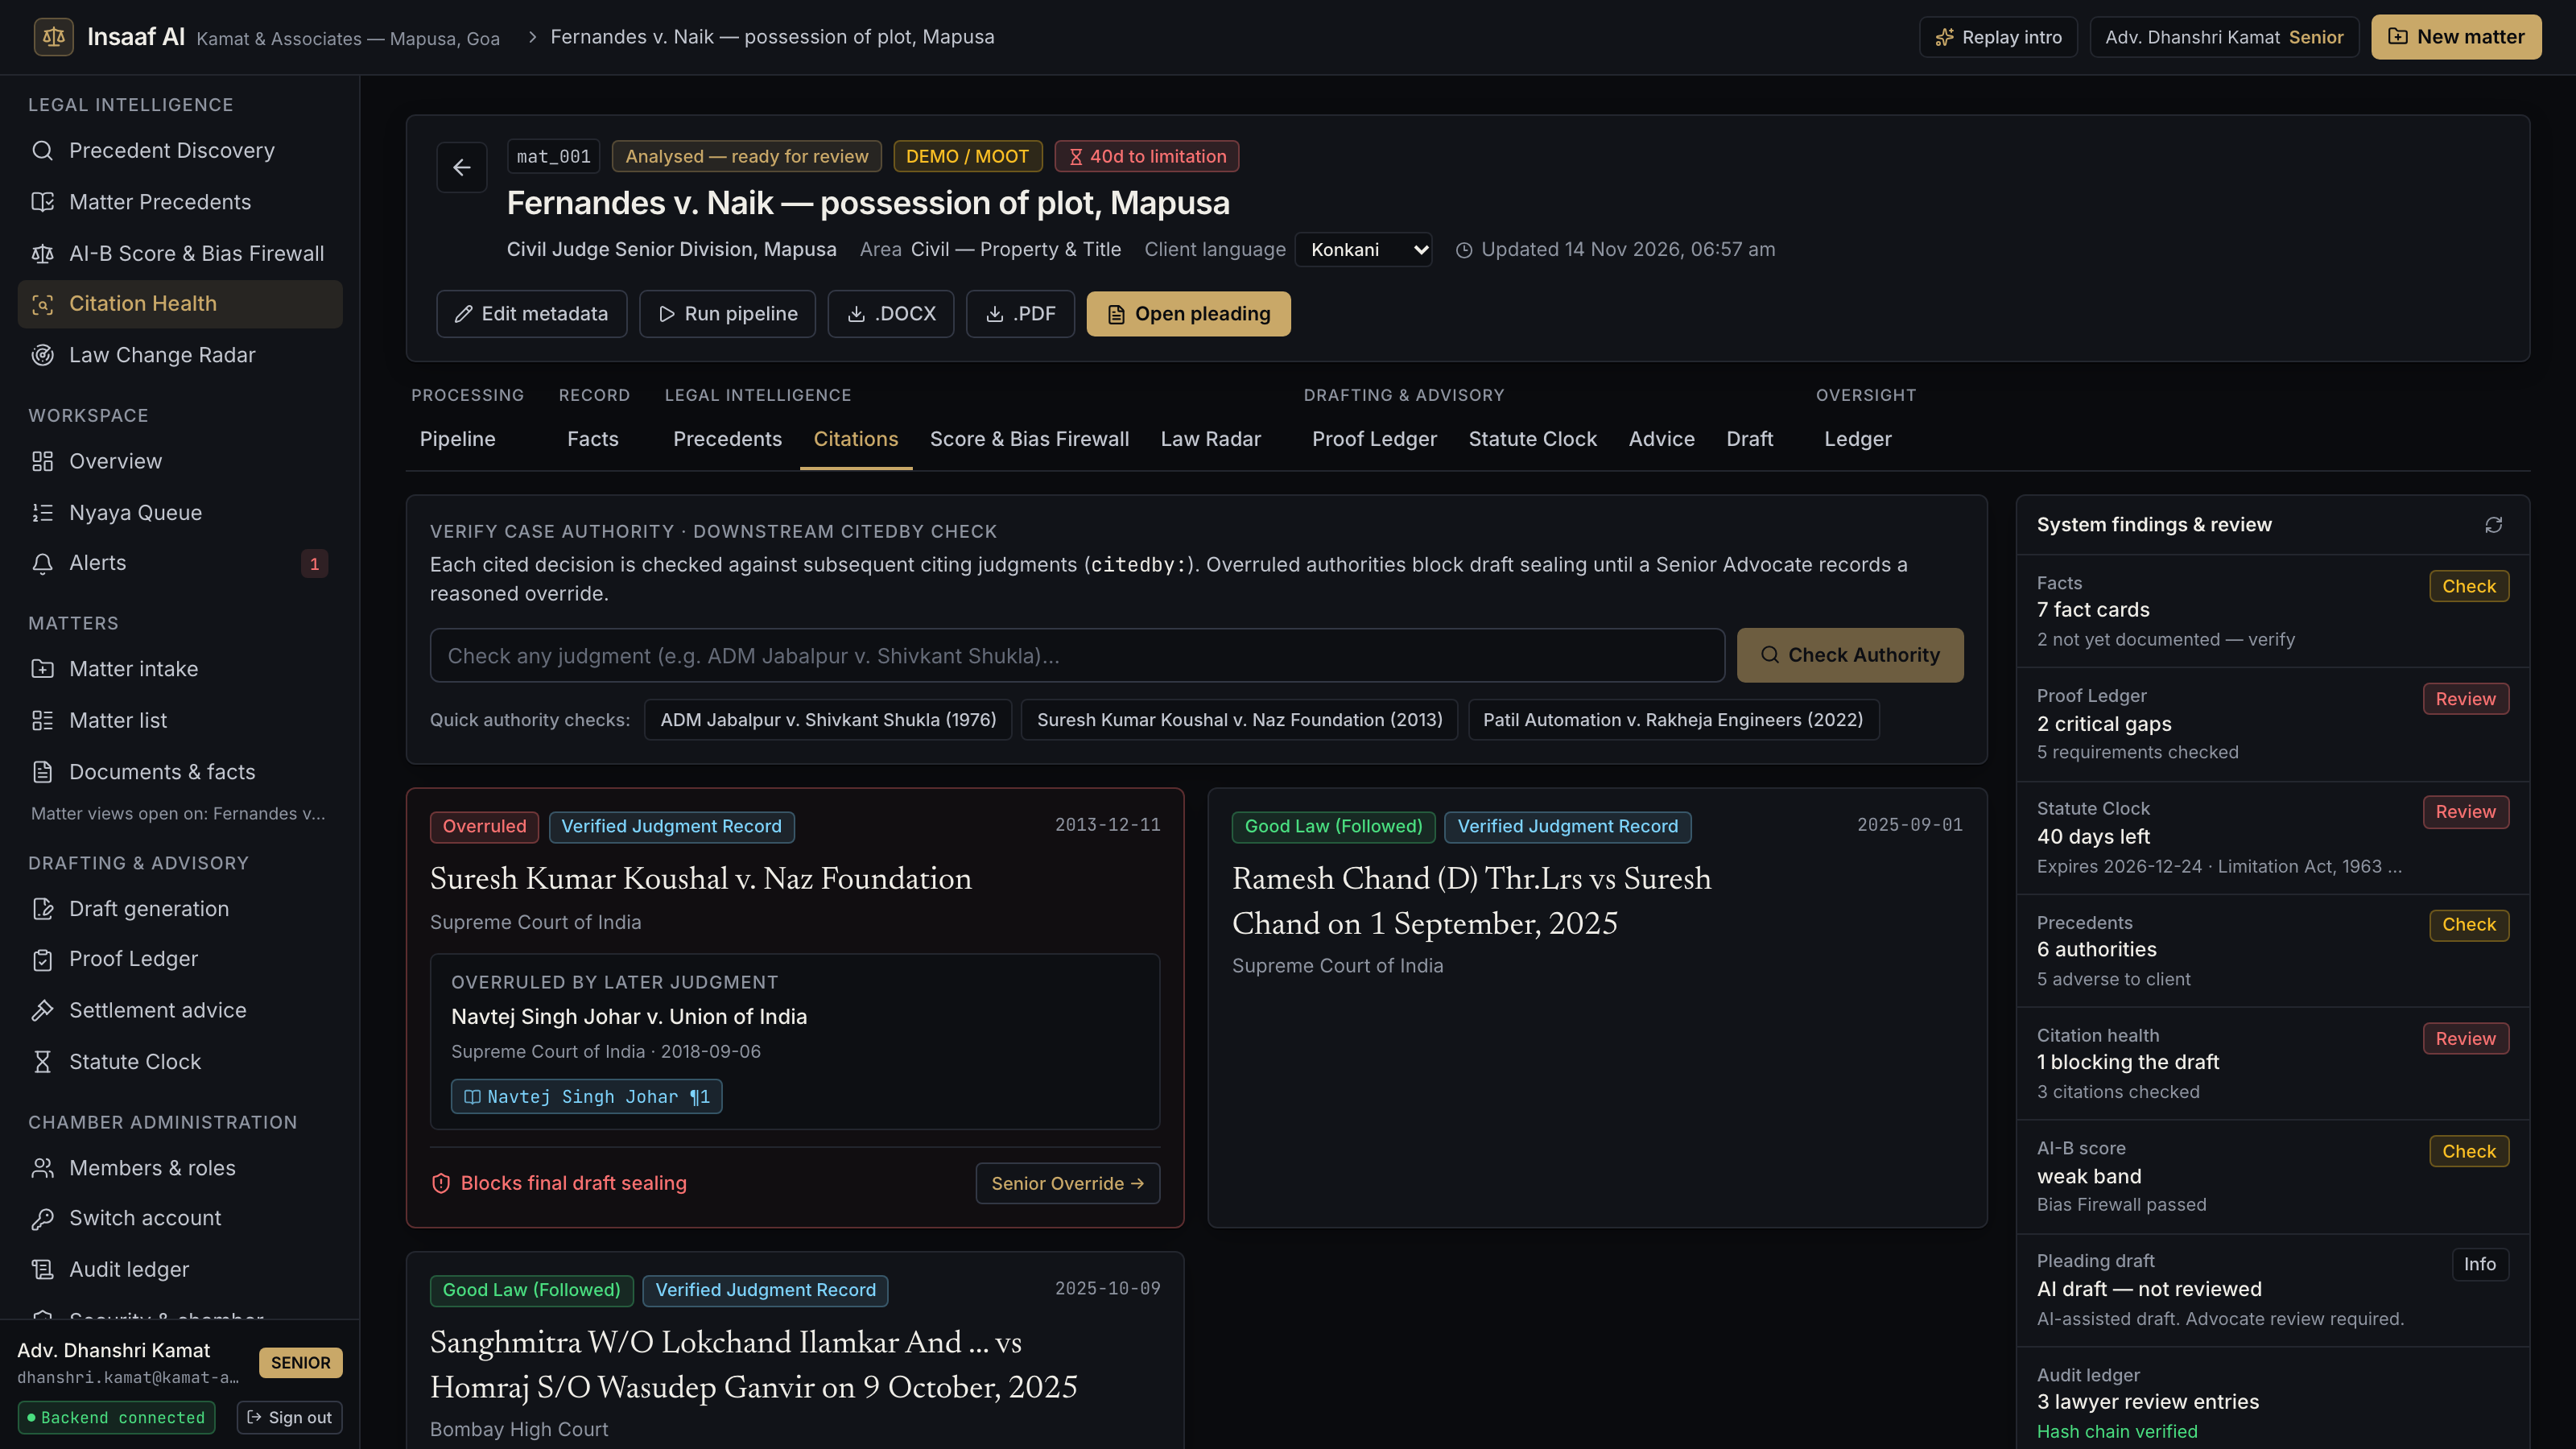 Insaaf AI Kamat & Associates — Mapusa, Goa
Fernandes v. Naik — possession of plot, Mapusa
Replay intro
Adv. Dhanshri Kamat Senior
New matter
LEGAL INTELLIGENCE
Precedent Discovery
Matter Precedents
AI-B Score & Bias Firewall
Citation Health
Law Change Radar
WORKSPACE
Overview
Nyaya Queue
Alerts 1
MATTERS
Matter intake
Matter list
Documents & facts
Matter views open on: Fernandes v...
DRAFTING & ADVISORY
Draft generation
Proof Ledger
Settlement advice
Statute Clock
CHAMBER ADMINISTRATION
Members & roles
Switch account
Audit ledger
Adv. Dhanshri Kamat
SENIOR
dhanshri.kamat@kamat-a...
Backend connected
Sign out
mat_001
Analysed — ready for review
DEMO / MOOT
40d to limitation
Fernandes v. Naik — possession of plot, Mapusa
Civil Judge Senior Division, Mapusa Area Civil — Property & Title Client language Konkani Updated 14 Nov 2026, 06:57 am
Edit metadata
Run pipeline
.DOCX
.PDF
Open pleading
PROCESSING
RECORD
LEGAL INTELLIGENCE
DRAFTING & ADVISORY
OVERSIGHT
Pipeline
Facts
Precedents
Citations
Score & Bias Firewall
Law Radar
Proof Ledger
Statute Clock
Advice
Draft
Ledger
VERIFY CASE AUTHORITY · DOWNSTREAM CITEDBY CHECK
Each cited decision is checked against subsequent citing judgments (citedby:). Overruled authorities block draft sealing until a Senior Advocate records a
reasoned override.
Check any judgment (e.g. ADM Jabalpur v. Shivkant Shukla)...
Check Authority
Quick authority checks:
ADM Jabalpur v. Shivkant Shukla (1976)
Suresh Kumar Koushal v. Naz Foundation (2013)
Patil Automation v. Rakheja Engineers (2022)
Overruled
Verified Judgment Record
2013-12-11
Suresh Kumar Koushal v. Naz Foundation
Supreme Court of India
OVERRULED BY LATER JUDGMENT
Navtej Singh Johar v. Union of India
Supreme Court of India · 2018-09-06
Navtej Singh Johar ¶1
Blocks final draft sealing
Senior Override →
Good Law (Followed)
Verified Judgment Record
2025-09-01
Ramesh Chand (D) Thr.Lrs vs Suresh
Chand on 1 September, 2025
Supreme Court of India
Good Law (Followed)
Verified Judgment Record
2025-10-09
Sanghmitra W/O Lokchand Ilamkar And ... vs
Homraj S/O Wasudep Ganvir on 9 October, 2025
Bombay High Court
System findings & review
Facts
Check
7 fact cards
2 not yet documented — verify
Proof Ledger
Review
2 critical gaps
5 requirements checked
Statute Clock
Review
40 days left
Expires 2026-12-24 · Limitation Act, 1963 ...
Precedents
Check
6 authorities
5 adverse to client
Citation health
Review
1 blocking the draft
3 citations checked
AI-B score
Check
weak band
Bias Firewall passed
Pleading draft
Info
AI draft — not reviewed
AI-assisted draft. Advocate review required.
Audit ledger
3 lawyer review entries
Hash chain verified